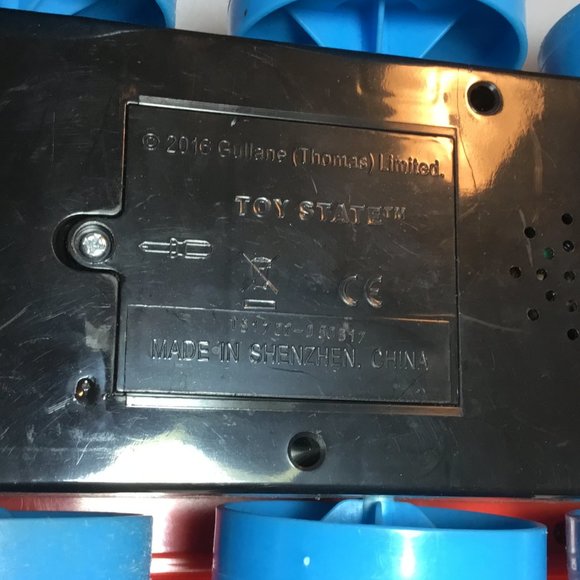 © 2016 Gullane (Thomas) Limited.
TOY STATE™
CE
MADE IN SHENZHEN, CHINA